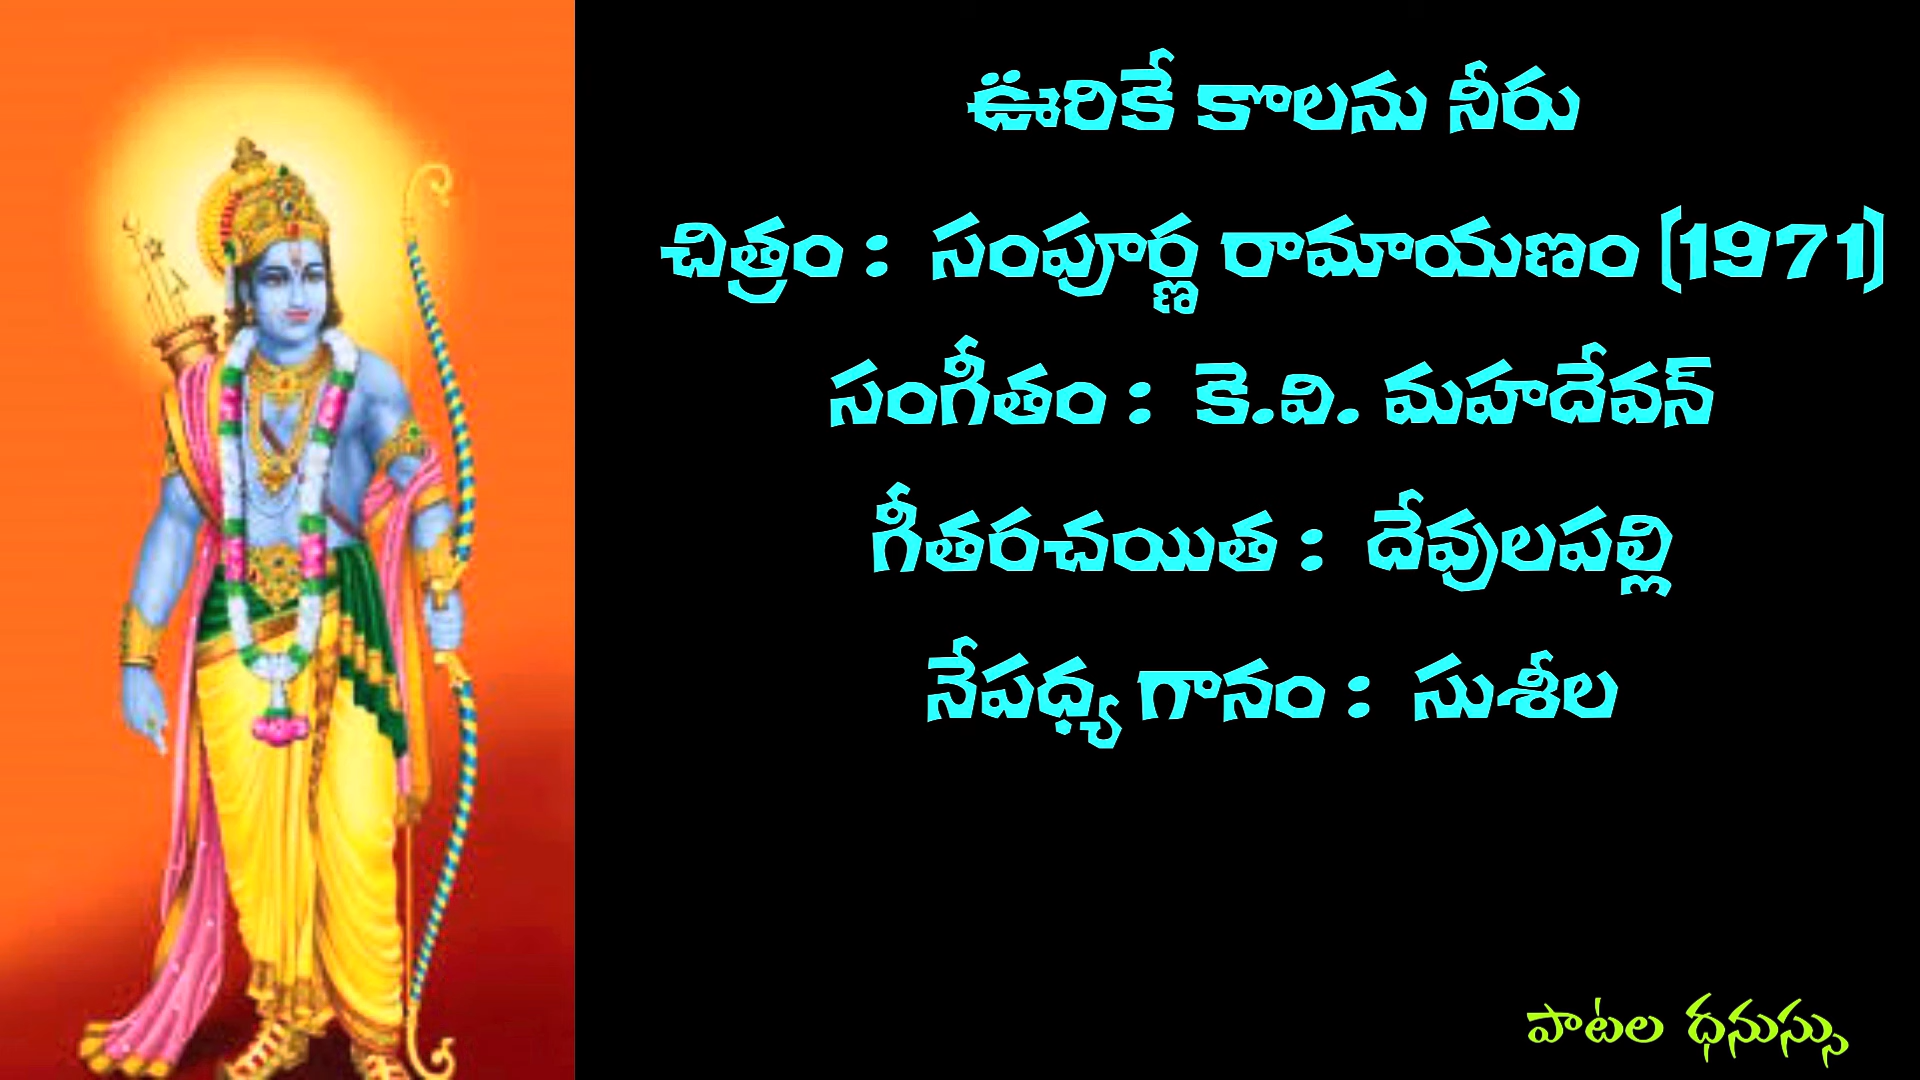 ఊరికే కొలను నీరు
చిత్రం : సంపూర్ణ రామాయణం (1971)
సంగీతం : కె.వి. మహదేవన్
గీతరచయిత : దేవులపల్లి
నేపధ్య గానం : సుశీల
పాటల ధనుస్సు